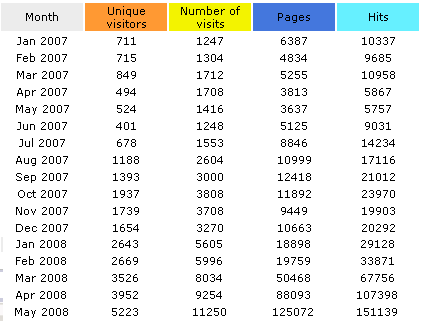 Month Unique visitors Number of visits Pages Hits
Jan 2007 711 1247 6387 10337
Feb 2007 715 1304 4834 9685
Mar 2007 849 1712 5255 10958
Apr 2007 494 1708 3813 5867
May 2007 524 1416 3637 5757
Jun 2007 401 1248 5125 9031
Jul 2007 678 1553 8846 14234
Aug 2007 1188 2604 10999 17116
Sep 2007 1393 3000 12418 21012
Oct 2007 1937 3808 11892 23970
Nov 2007 1739 3708 9449 19903
Dec 2007 1654 3270 10663 20292
Jan 2008 2643 5605 18898 29128
Feb 2008 2669 5996 19759 33871
Mar 2008 3526 8034 50468 67756
Apr 2008 3952 9254 88093 107398
May 2008 5223 11250 125072 151139